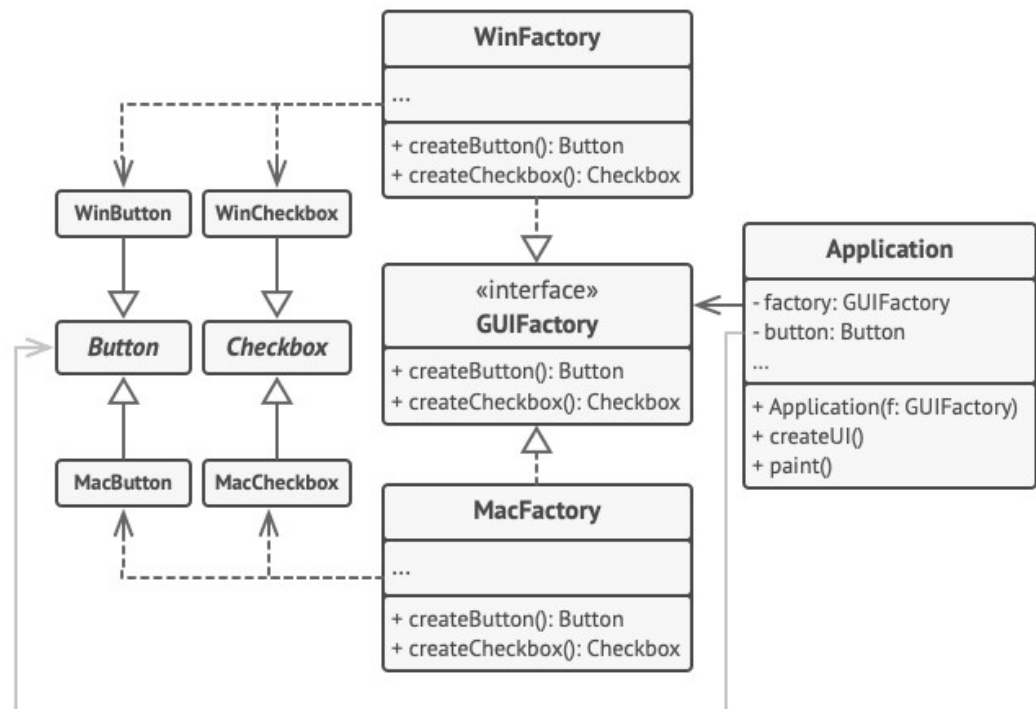 WinFactory
...
+ createButton(): Button
+ createCheckbox(): Checkbox
WinButton
WinCheckbox
Button
Checkbox
«interface»
GUIFactory
+ createButton(): Button
+ createCheckbox(): Checkbox
Application
- factory: GUIFactory
- button: Button
...
+ Application(f: GUIFactory)
+ createUI()
+ paint()
MacButton
MacCheckbox
MacFactory
...
+ createButton(): Button
+ createCheckbox(): Checkbox